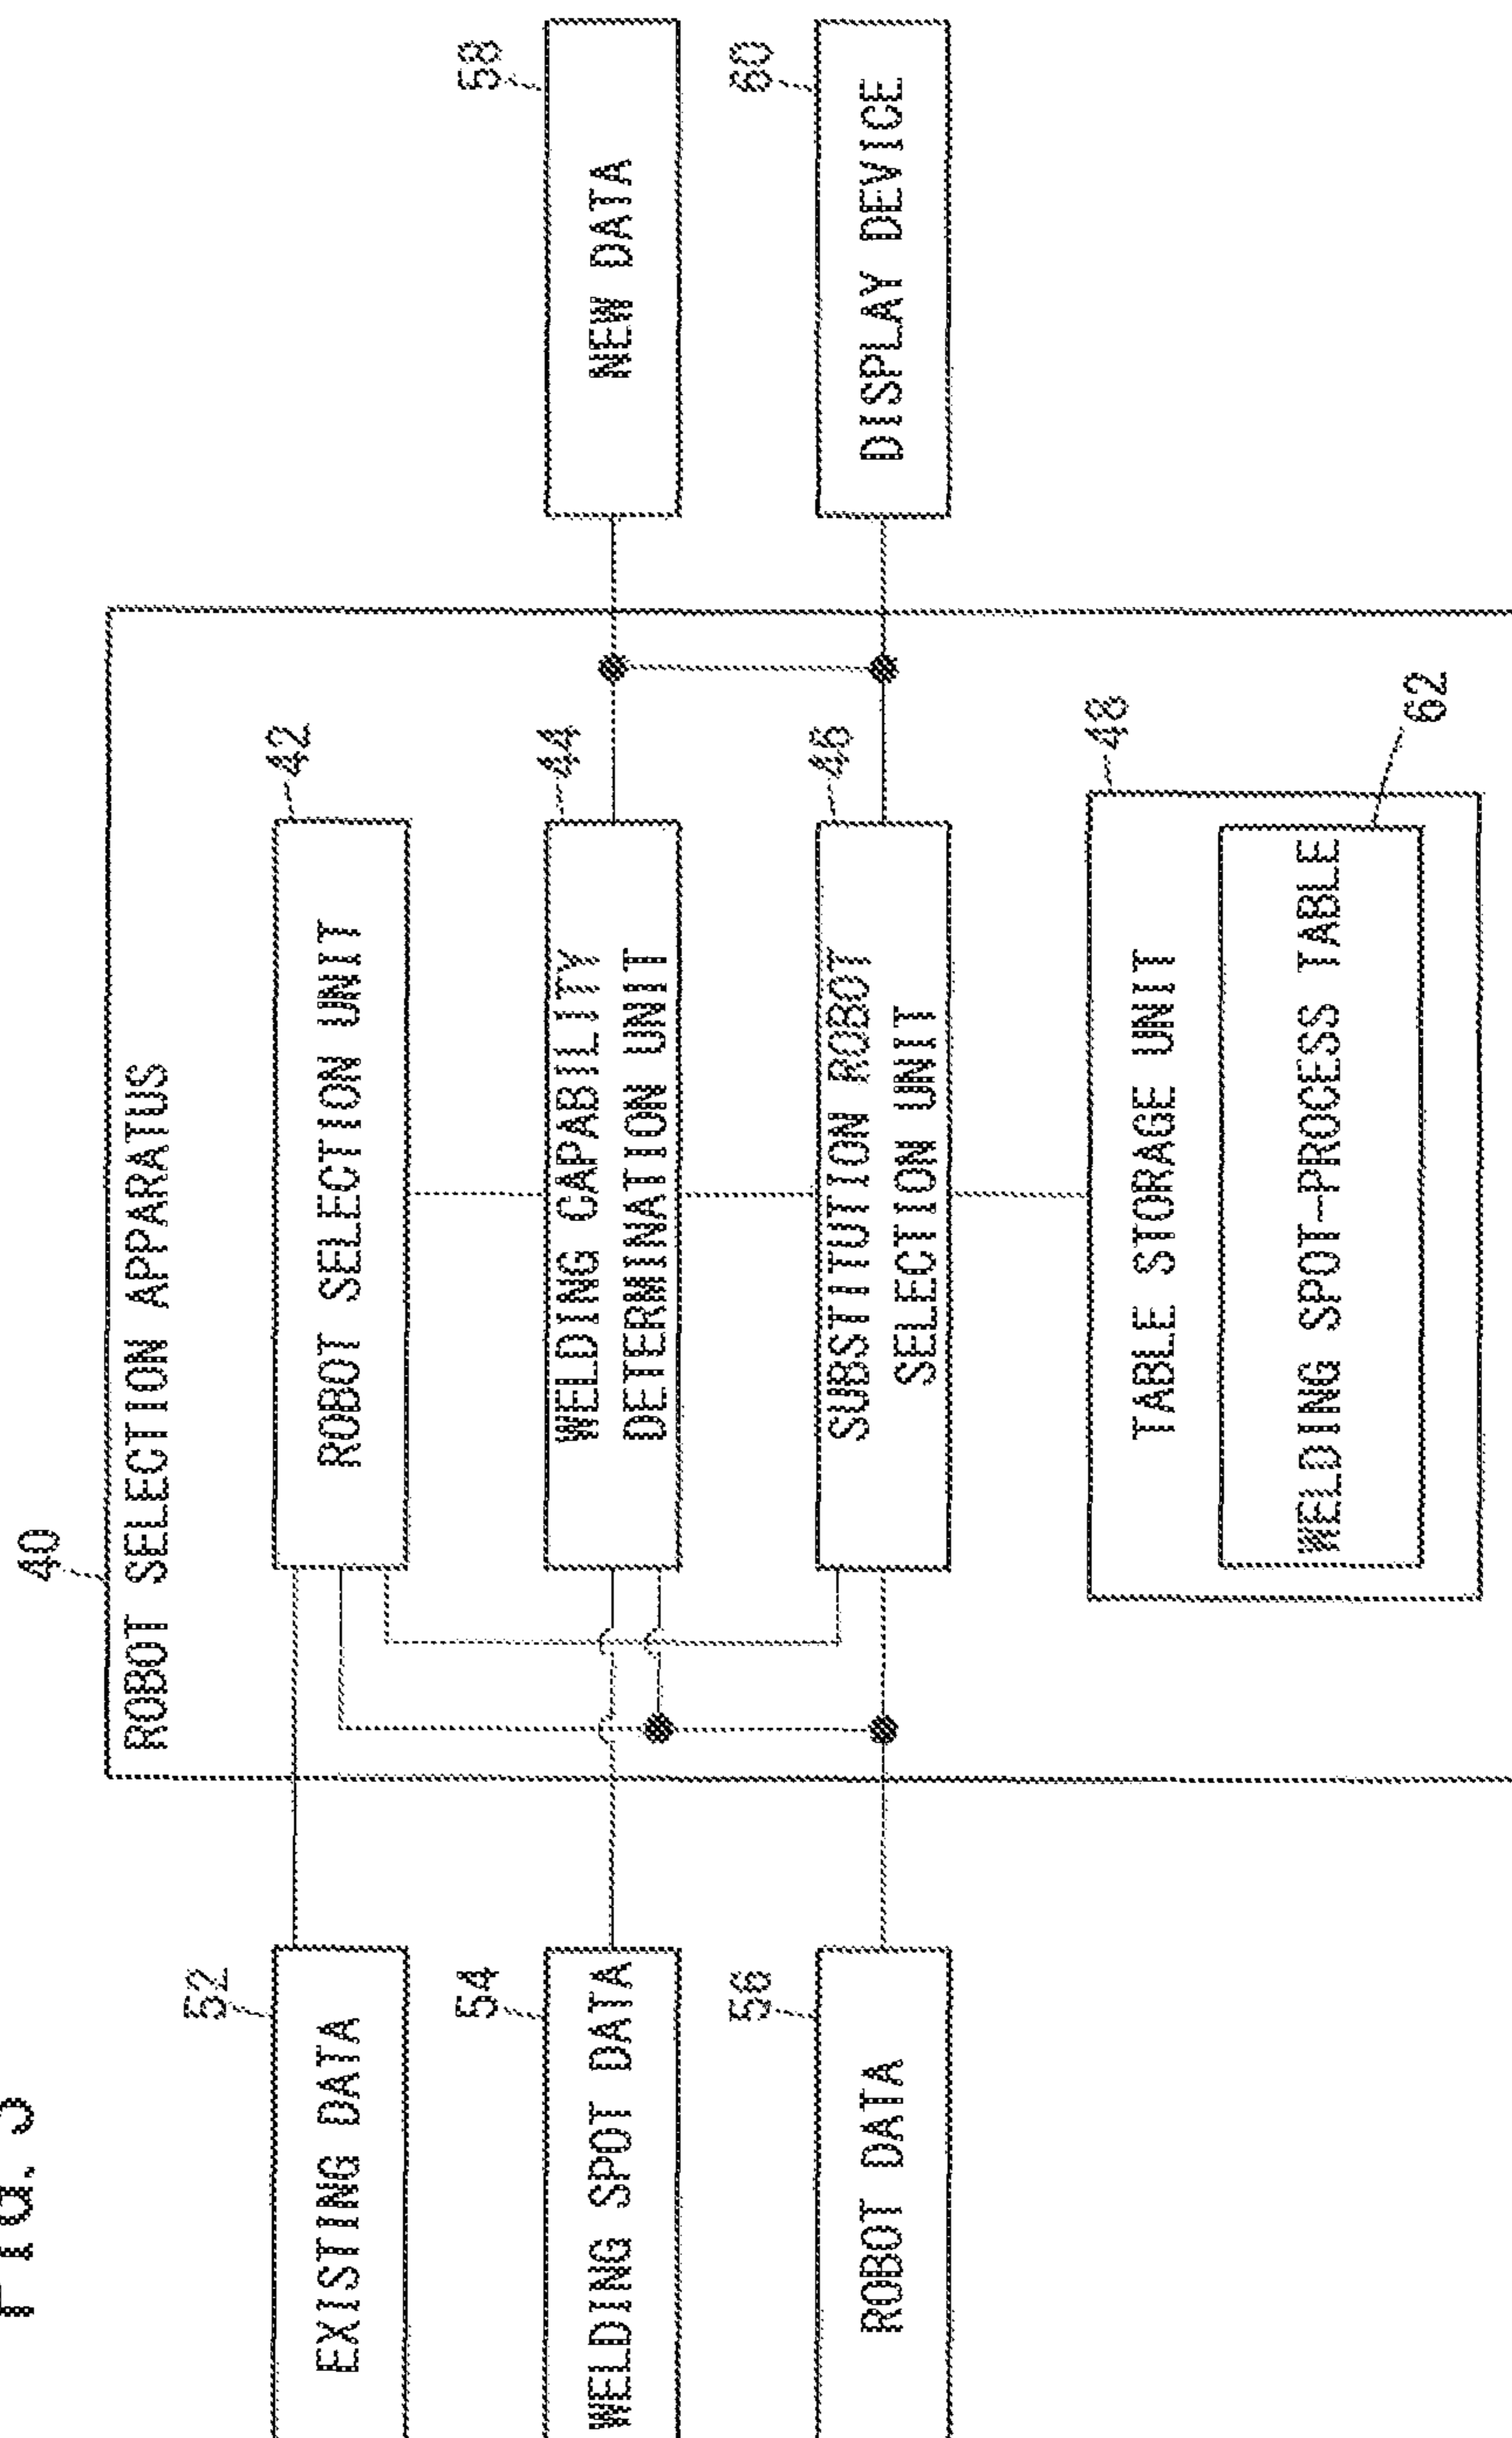 FIG. 3
40
ROBOT SELECTION APPARATUS
52
EXISTING DATA
42
ROBOT SELECTION UNIT
54
WELDING SPOT DATA
44
WELDING CAPABILITY
DETERMINATION UNIT
58
NEW DATA
56
ROBOT DATA
46
SUBSTITUTION ROBOT
SELECTION UNIT
60
DISPLAY DEVICE
48
TABLE STORAGE UNIT
62
WELDING SPOT-PROCESS TABLE